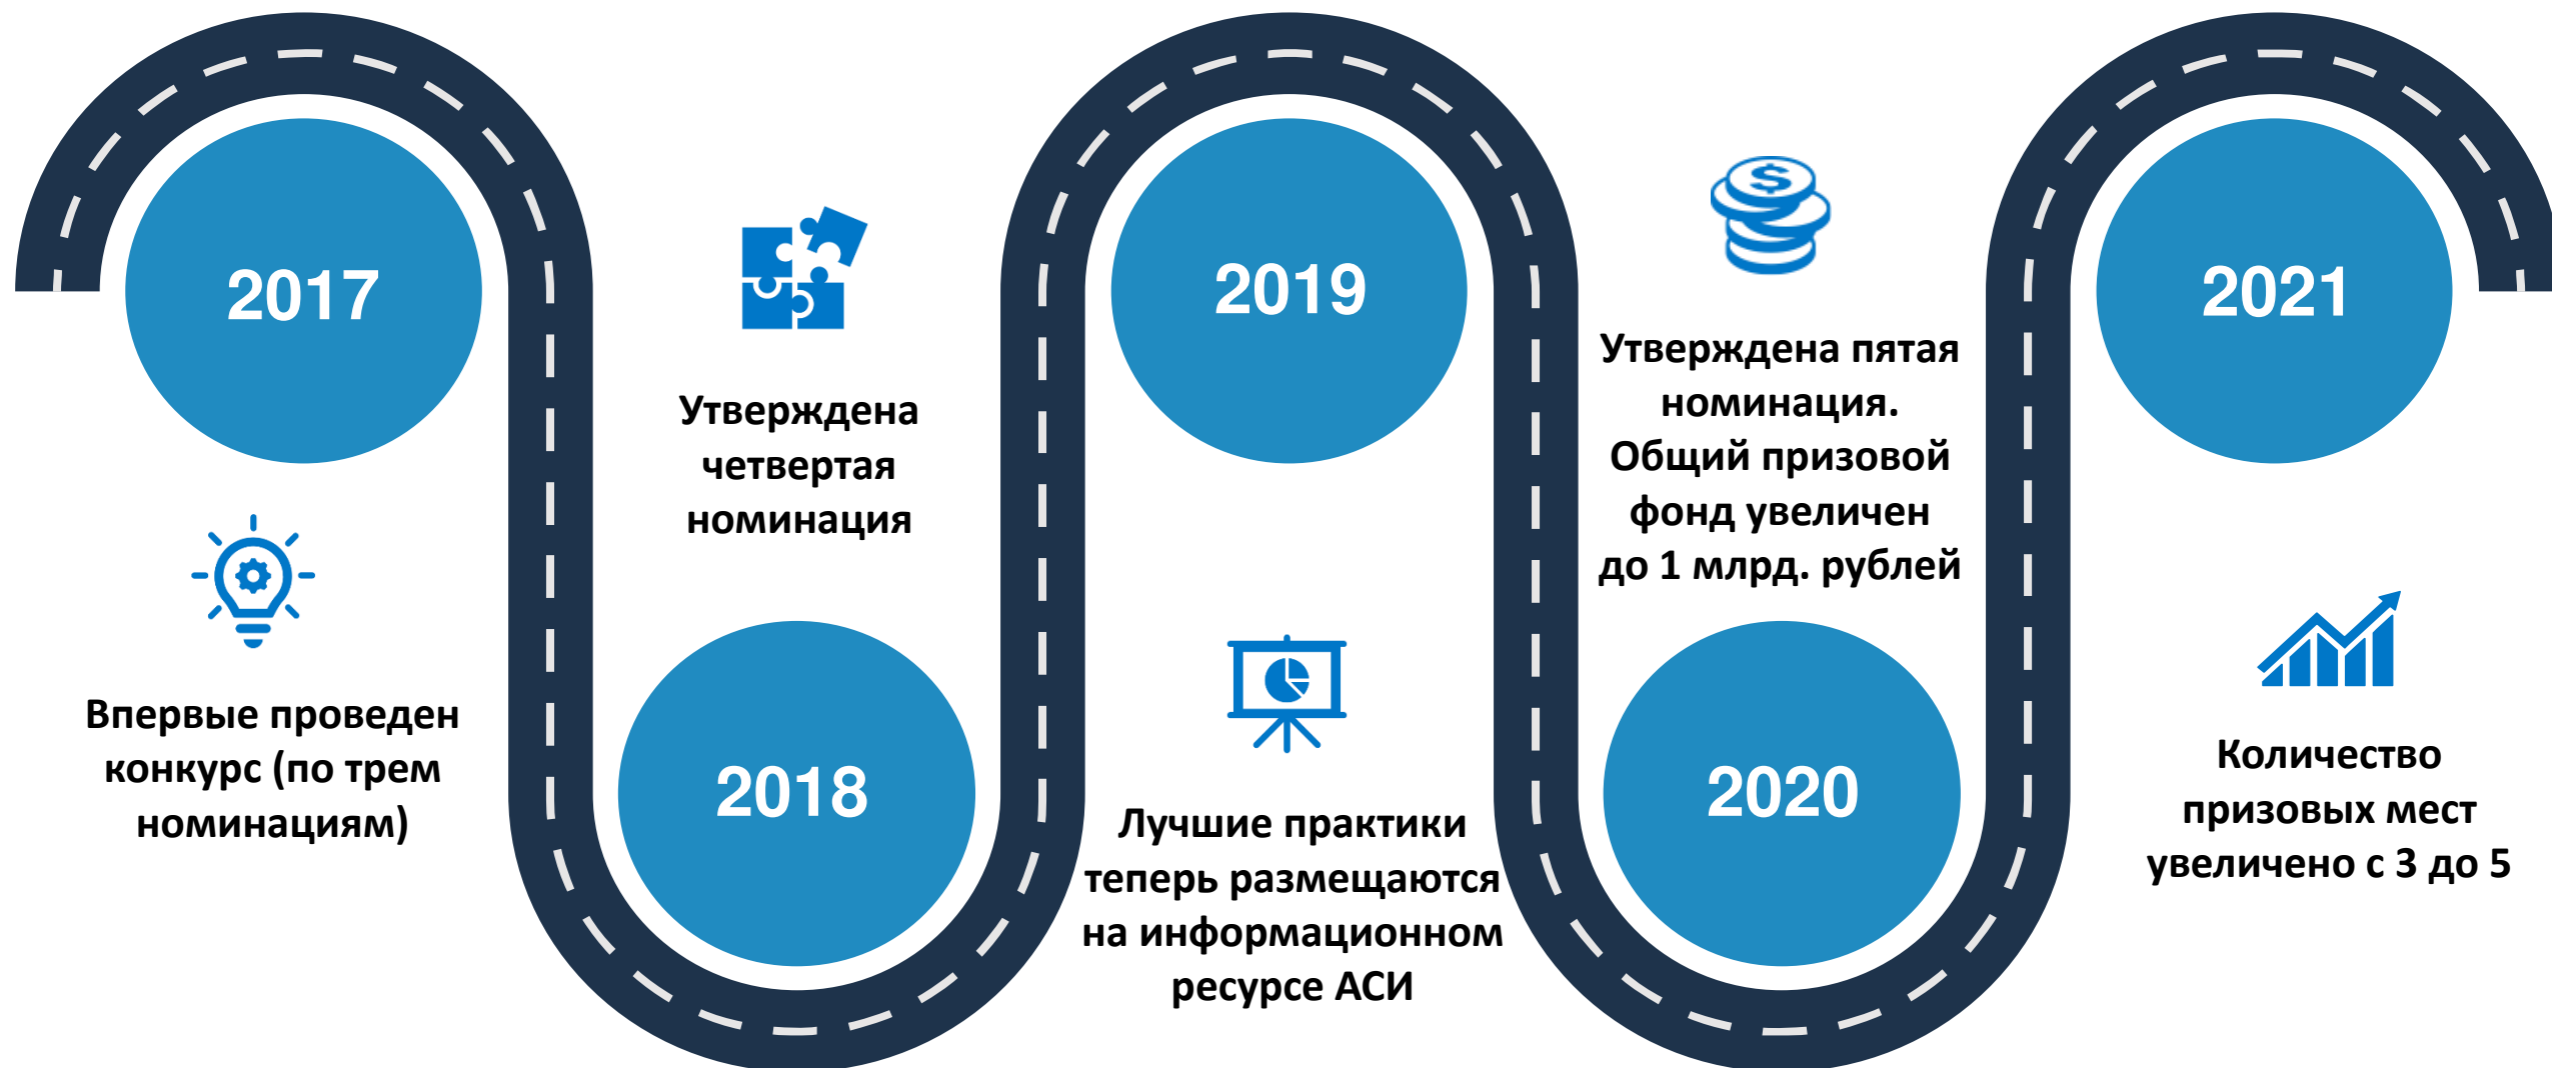 2017
Впервые проведен
конкурс (по трем
номинациям)
Утверждена
четвертая
номинация
2018
2019
Лучшие практики
теперь размещаются
на информационном
ресурсе АСИ
Утверждена пятая
номинация.
Общий призовой
фонд увеличен
до 1 млрд. рублей
2020
2021
Количество
призовых мест
увеличено с 3 до 5